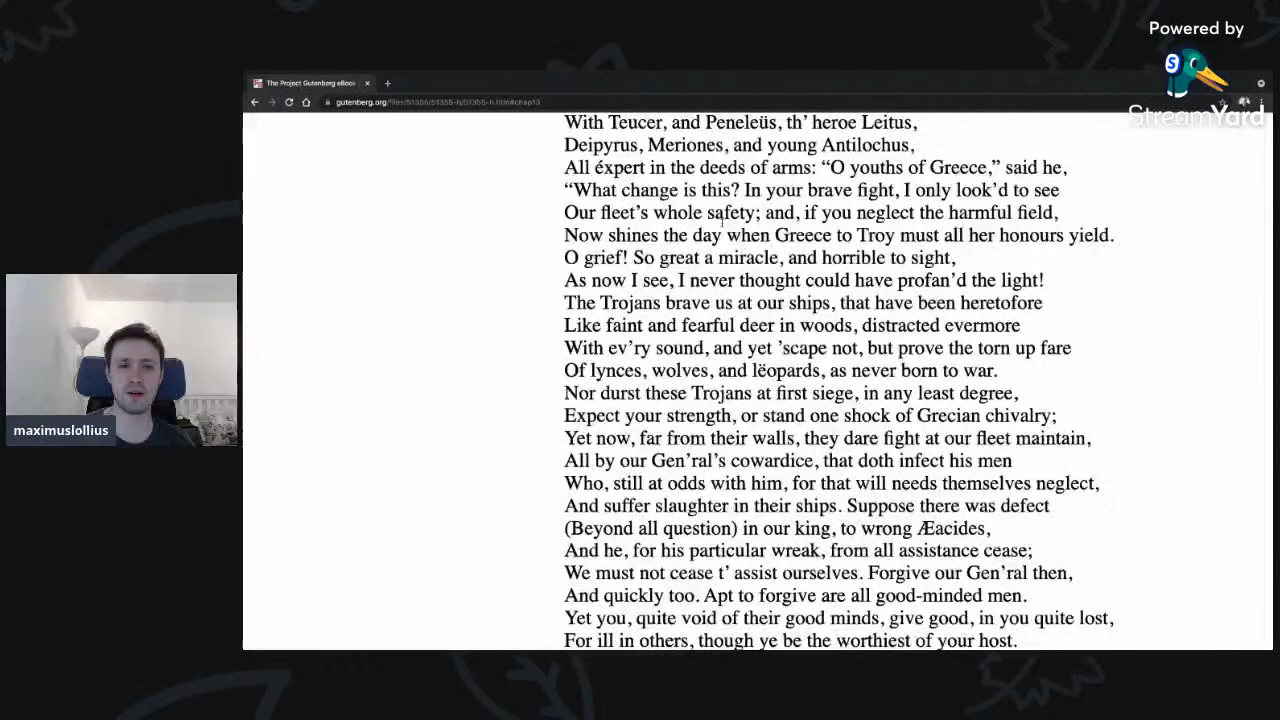 Powered by
StreamYard
The Project Gutenberg eBook
gutenberg.org/files/51355/51355-h/51355-h.htm#chap13
With Teucer, and Peneleüs, th’ heroe Leitus,
Deipyrus, Meriones, and young Antilochus,
All éxpert in the deeds of arms: “O youths of Greece,” said he,
“What change is this? In your brave fight, I only look’d to see
Our fleet’s whole safety; and, if you neglect the harmful field,
Now shines the day when Greece to Troy must all her honours yield.
O grief! So great a miracle, and horrible to sight,
As now I see, I never thought could have profan’d the light!
The Trojans brave us at our ships, that have been heretofore
Like faint and fearful deer in woods, distracted evermore
With ev’ry sound, and yet ’scape not, but prove the torn up fare
Of lynces, wolves, and lëopards, as never born to war.
Nor durst these Trojans at first siege, in any least degree,
Expect your strength, or stand one shock of Grecian chivalry;
Yet now, far from their walls, they dare fight at our fleet maintain,
All by our Gen’ral’s cowardice, that doth infect his men
Who, still at odds with him, for that will needs themselves neglect,
And suffer slaughter in their ships. Suppose there was defect
(Beyond all question) in our king, to wrong Æacides,
And he, for his particular wreak, from all assistance cease;
We must not cease t’ assist ourselves. Forgive our Gen’ral then,
And quickly too. Apt to forgive are all good-minded men.
Yet you, quite void of their good minds, give good, in you quite lost,
For ill in others, though ye be the worthiest of your host.
maximuslollius